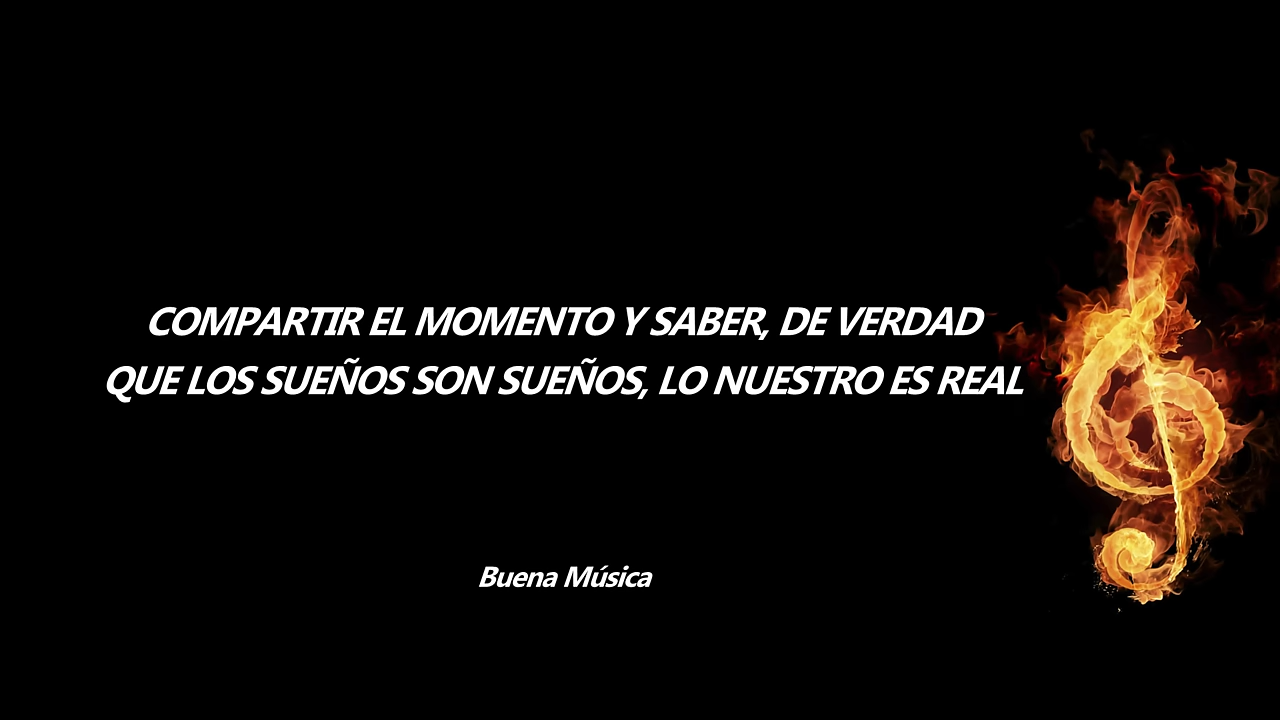 COMPARTIR EL MOMENTO Y SABER, DE VERDAD
QUE LOS SUEÑOS SON SUEÑOS, LO NUESTRO ES REAL
Buena Música